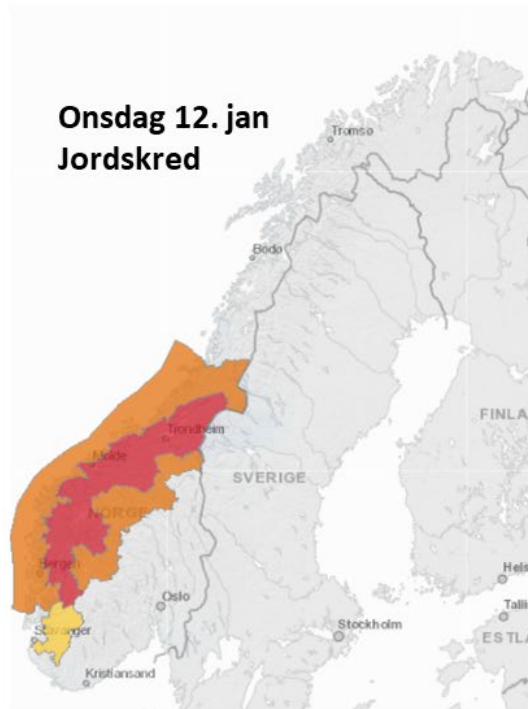 Onsdag 12. jan
Jordskred
Tromsø
Bodø
Trondheim
Molde
FINLA
SVERIGE
NORGE
Bergen
Hels
Oslo
Talli
Stockholm
Stavanger
ESTLA
Kristiansand